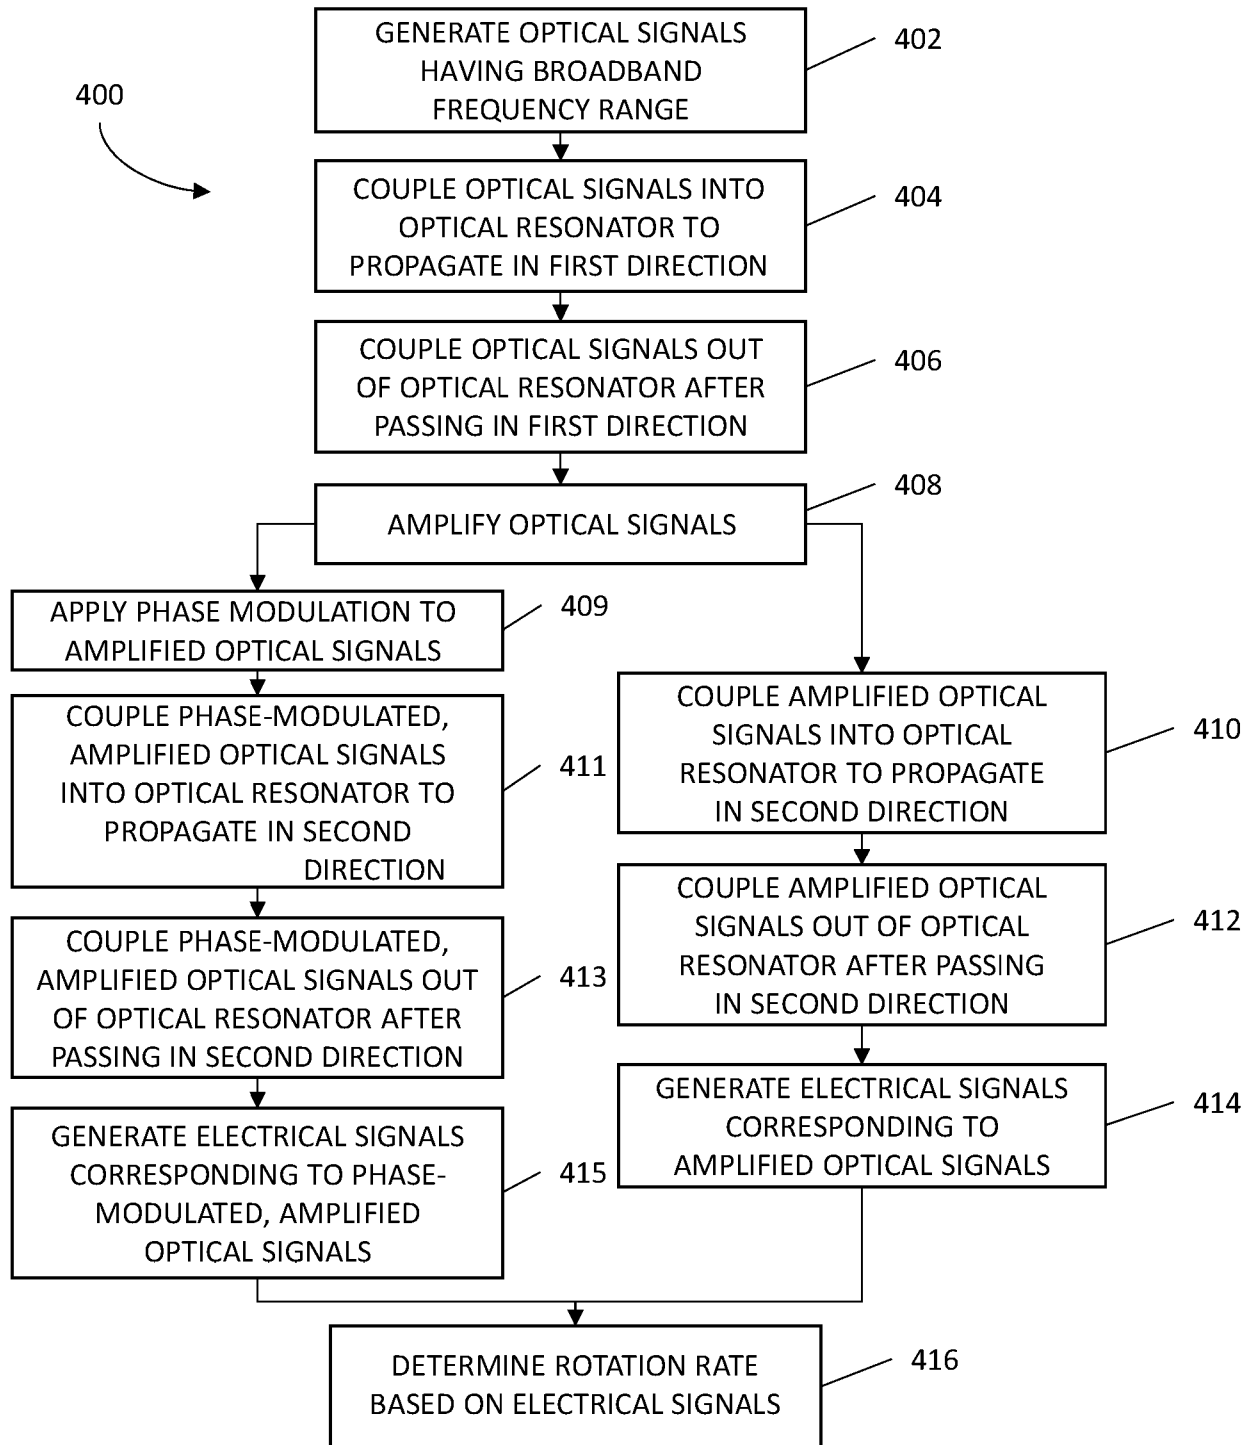 GENERATE OPTICAL SIGNALS
HAVING BROADBAND
FREQUENCY RANGE
402
400
COUPLE OPTICAL SIGNALS INTO
OPTICAL RESONATOR TO
PROPAGATE IN FIRST DIRECTION
404
COUPLE OPTICAL SIGNALS OUT
OF OPTICAL RESONATOR AFTER
PASSING IN FIRST DIRECTION
406
AMPLIFY OPTICAL SIGNALS
408
APPLY PHASE MODULATION TO
AMPLIFIED OPTICAL SIGNALS
409
COUPLE PHASE-MODULATED,
AMPLIFIED OPTICAL SIGNALS
INTO OPTICAL RESONATOR TO
PROPAGATE IN SECOND
DIRECTION
411
COUPLE PHASE-MODULATED,
AMPLIFIED OPTICAL SIGNALS OUT
OF OPTICAL RESONATOR AFTER
PASSING IN SECOND DIRECTION
413
GENERATE ELECTRICAL SIGNALS
CORRESPONDING TO PHASE-
MODULATED, AMPLIFIED
OPTICAL SIGNALS
415
COUPLE AMPLIFIED OPTICAL
SIGNALS INTO OPTICAL
RESONATOR TO PROPAGATE
IN SECOND DIRECTION
410
COUPLE AMPLIFIED OPTICAL
SIGNALS OUT OF OPTICAL
RESONATOR AFTER PASSING
IN SECOND DIRECTION
412
GENERATE ELECTRICAL SIGNALS
CORRESPONDING TO
AMPLIFIED OPTICAL SIGNALS
414
DETERMINE ROTATION RATE
BASED ON ELECTRICAL SIGNALS
416